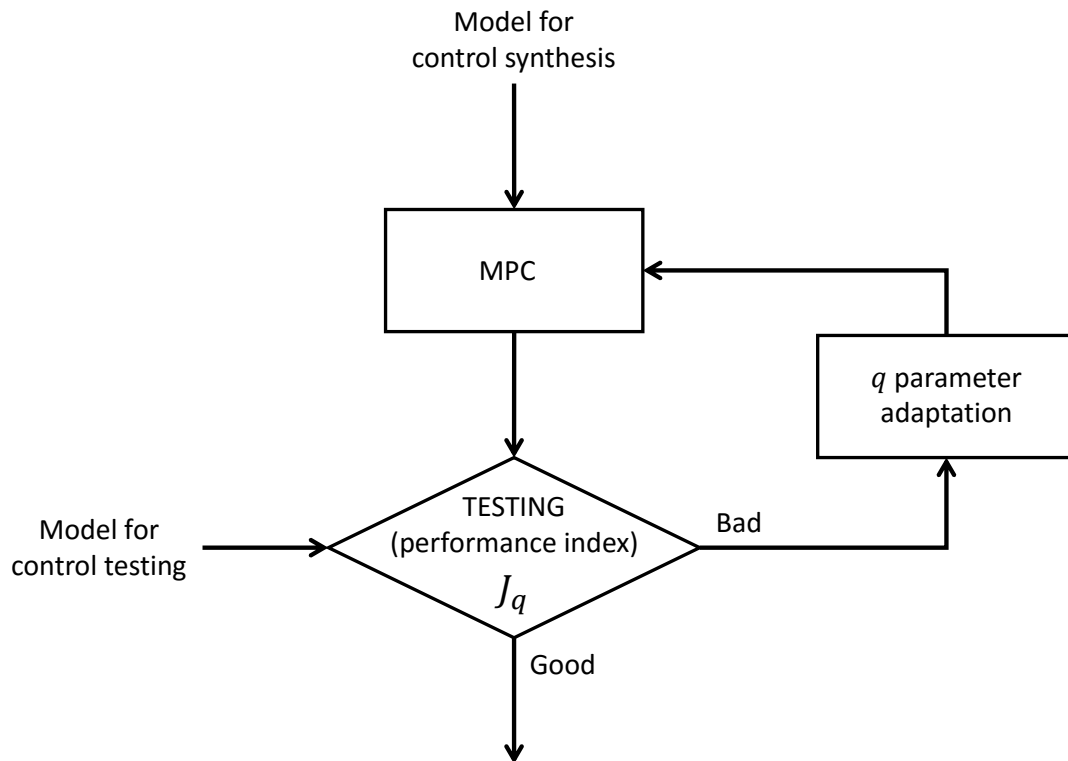 Model for
control synthesis
MPC
q parameter
adaptation
TESTING
(performance index)
J_q
Bad
Model for
control testing
Good